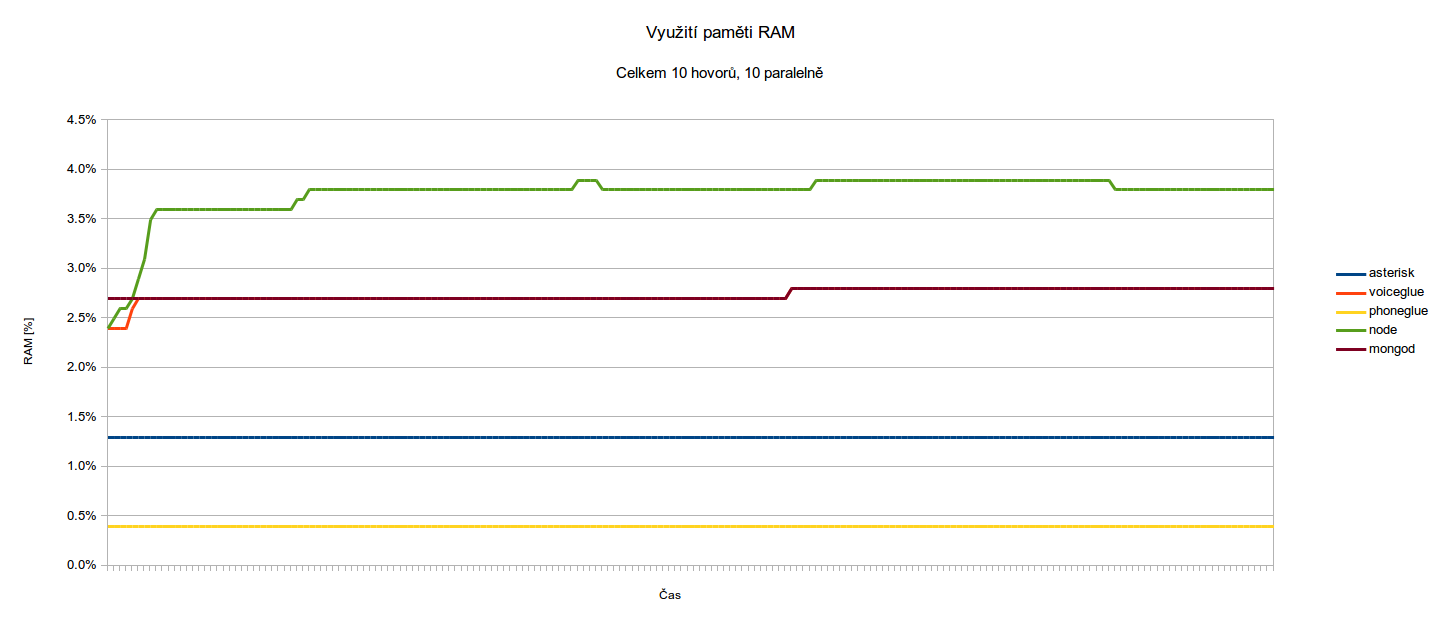 Využití paměti RAM
Celkem 10 hovorů, 10 paralelně
4.5%
4.0%
3.5%
3.0%
2.5%
2.0%
1.5%
1.0%
0.5%
0.0%
RAM [%]
Čas
asterisk
voiceglue
phoneglue
node
mongod